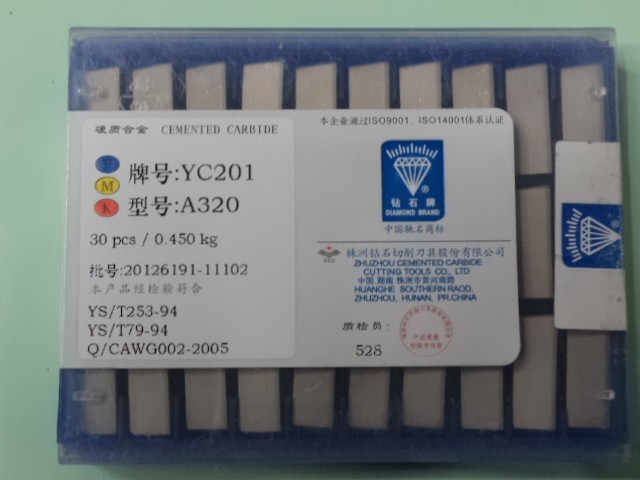 硬质合金 CEMENTED CARBIDE
本企业通过ISO9001、ISO14001体系认证
P
牌号:YC201
M
K
型号:A320
30 pcs / 0.450 kg
批号:20126191-11102
本产品经检验符合
YS/T253-94
YS/T79-94
Q/CAWG002-2005
钻石牌
DIAMOND BRAND
®
中国驰名商标
株洲钻石切削刀具股份有限公司
ZHUZHOU CEMENTED CARBIDE
CUTTING TOOLS CO., LTD
中国.湖南.株洲市黄河南路
HUANGHE SOUTHERN RAOD,
ZHUZHOU, HUNAN, PR.CHINA
质检员:
528